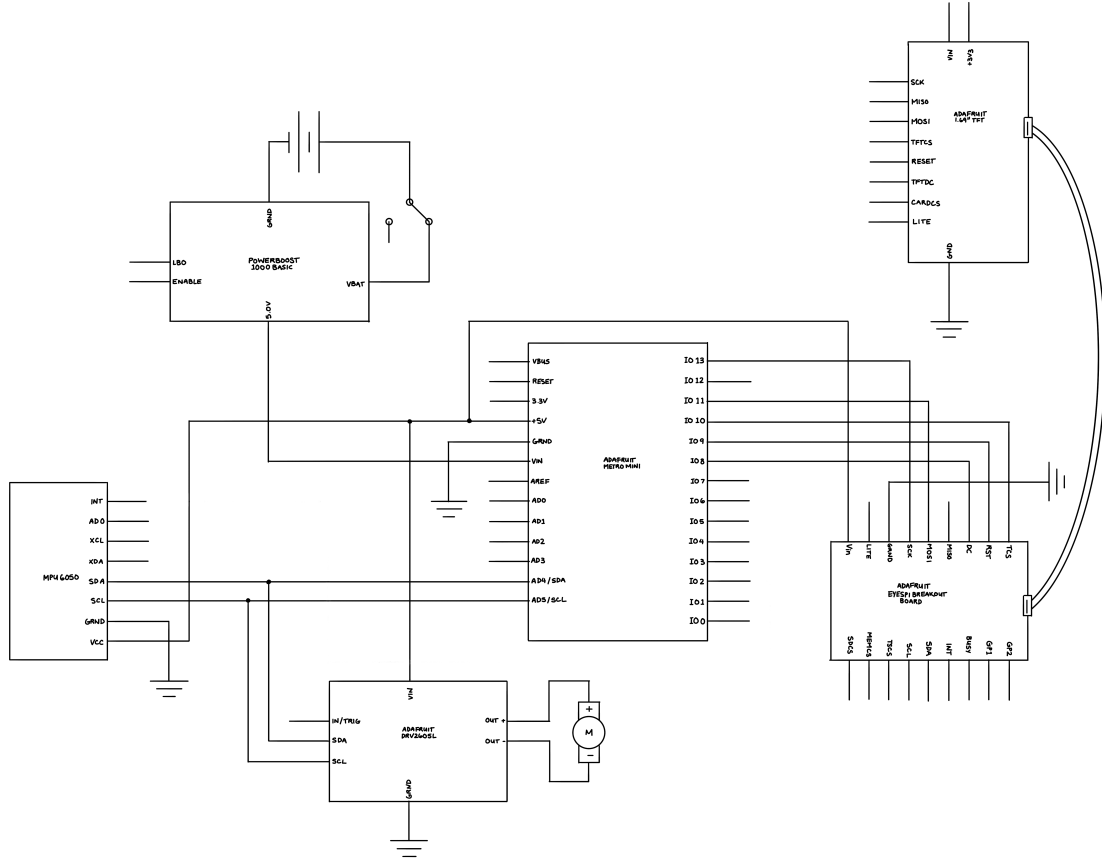 VIN
EYE+
SCK
MISO
MOSI
TFTCS
RESET
TFTDC
CARDCS
LITE
ADAFRUIT
1.69" TFT
GND
GRND
LBO
ENABLE
POWERBOOST
1000 BASIC
VBAT
5.0V
VBUS
RESET
3.3V
+5V
GRND
VIN
AREF
AD0
AD1
AD2
AD3
AD4/SDA
AD5/SCL
ADAFRUIT
METRO MINI
IO 13
IO 12
IO 11
IO 10
IO 9
IO 8
IO 7
IO 6
IO 5
IO 4
IO 3
IO 2
IO 1
IO 0
INT
ADO
XCL
XDA
SDA
SCL
GRND
VCC
MPU 6050
Vin
LITE
GRND
SCK
MOSI
MISO
DC
RST
TCS
ADAFRUIT
EYESPI BREAKOUT
BOARD
SDCS
MEMCS
TSCS
SCL
SDA
INT
BUSY
GP1
GP2
VIN
IN/TRIG
SDA
SCL
ADAFRUIT
DRV2605L
OUT +
OUT -
GRND
+
M
-